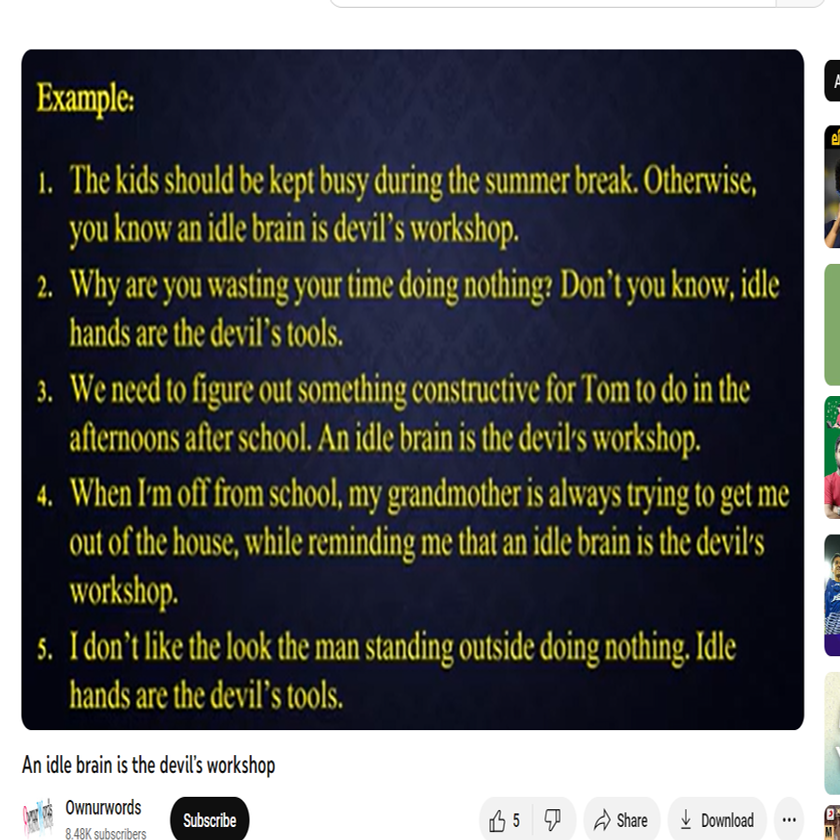 Example:
1. The kids should be kept busy during the summer break. Otherwise,
you know an idle brain is devil's workshop.
2. Why are you wasting your time doing nothing? Don't you know, idle
hands are the devil's tools.
3. We need to figure out something constructive for Tom to do in the
afternoons after school. An idle brain is the devil's workshop.
4. When I'm off from school, my grandmother is always trying to get me
out of the house, while reminding me that an idle brain is the devil's
workshop.
5. I don't like the look the man standing outside doing nothing. Idle
hands are the devil's tools.
An idle brain is the devil's workshop
Ownurwords
8.48K subscribers
Subscribe
5
Share
Download